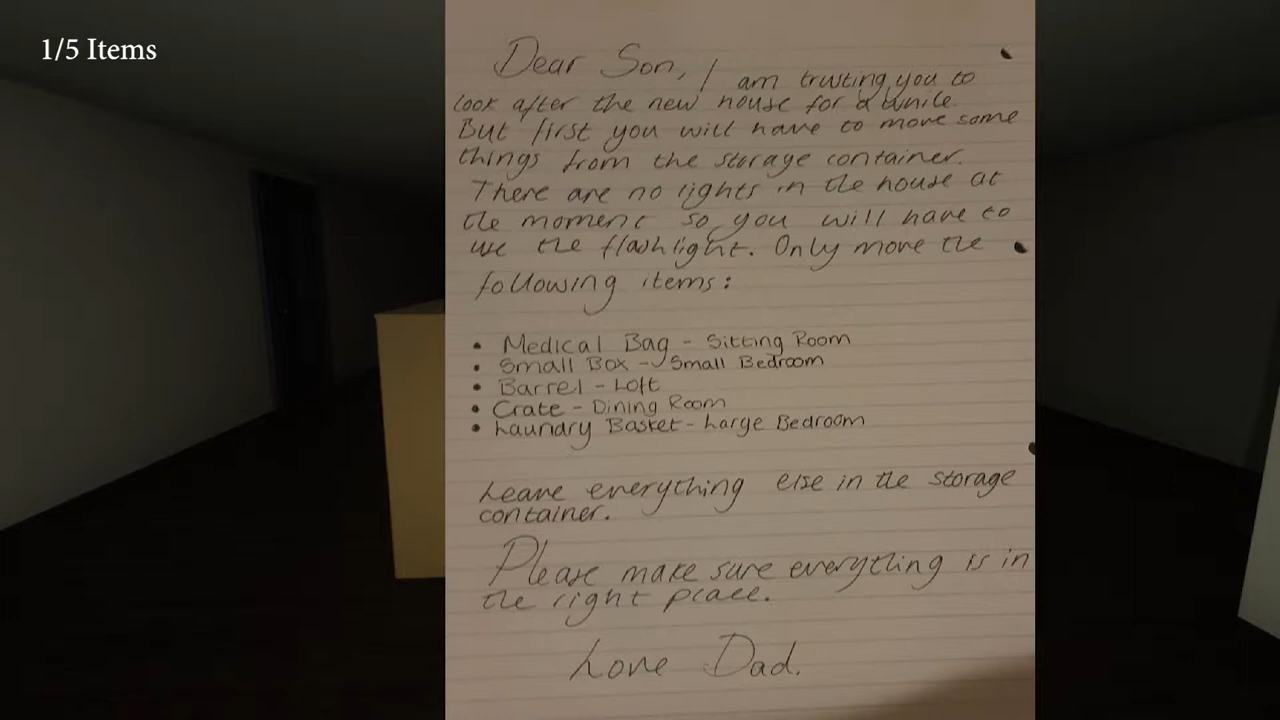 1/5 Items
Dear Son, I am trusting you to
look after the new house for a while.
But first you will have to move some
things from the storage container.
There are no lights in the house at
the moment so you will have to
use the flashlight. Only move the
following items:
• Medical Bag - Sitting Room
• Small Box - Small Bedroom
• Barrel - Loft
• Crate - Dining Room
• Laundry Basket - Large Bedroom
Leave everything else in the storage
container.
Please make sure everything is in
the right place.
Love Dad.